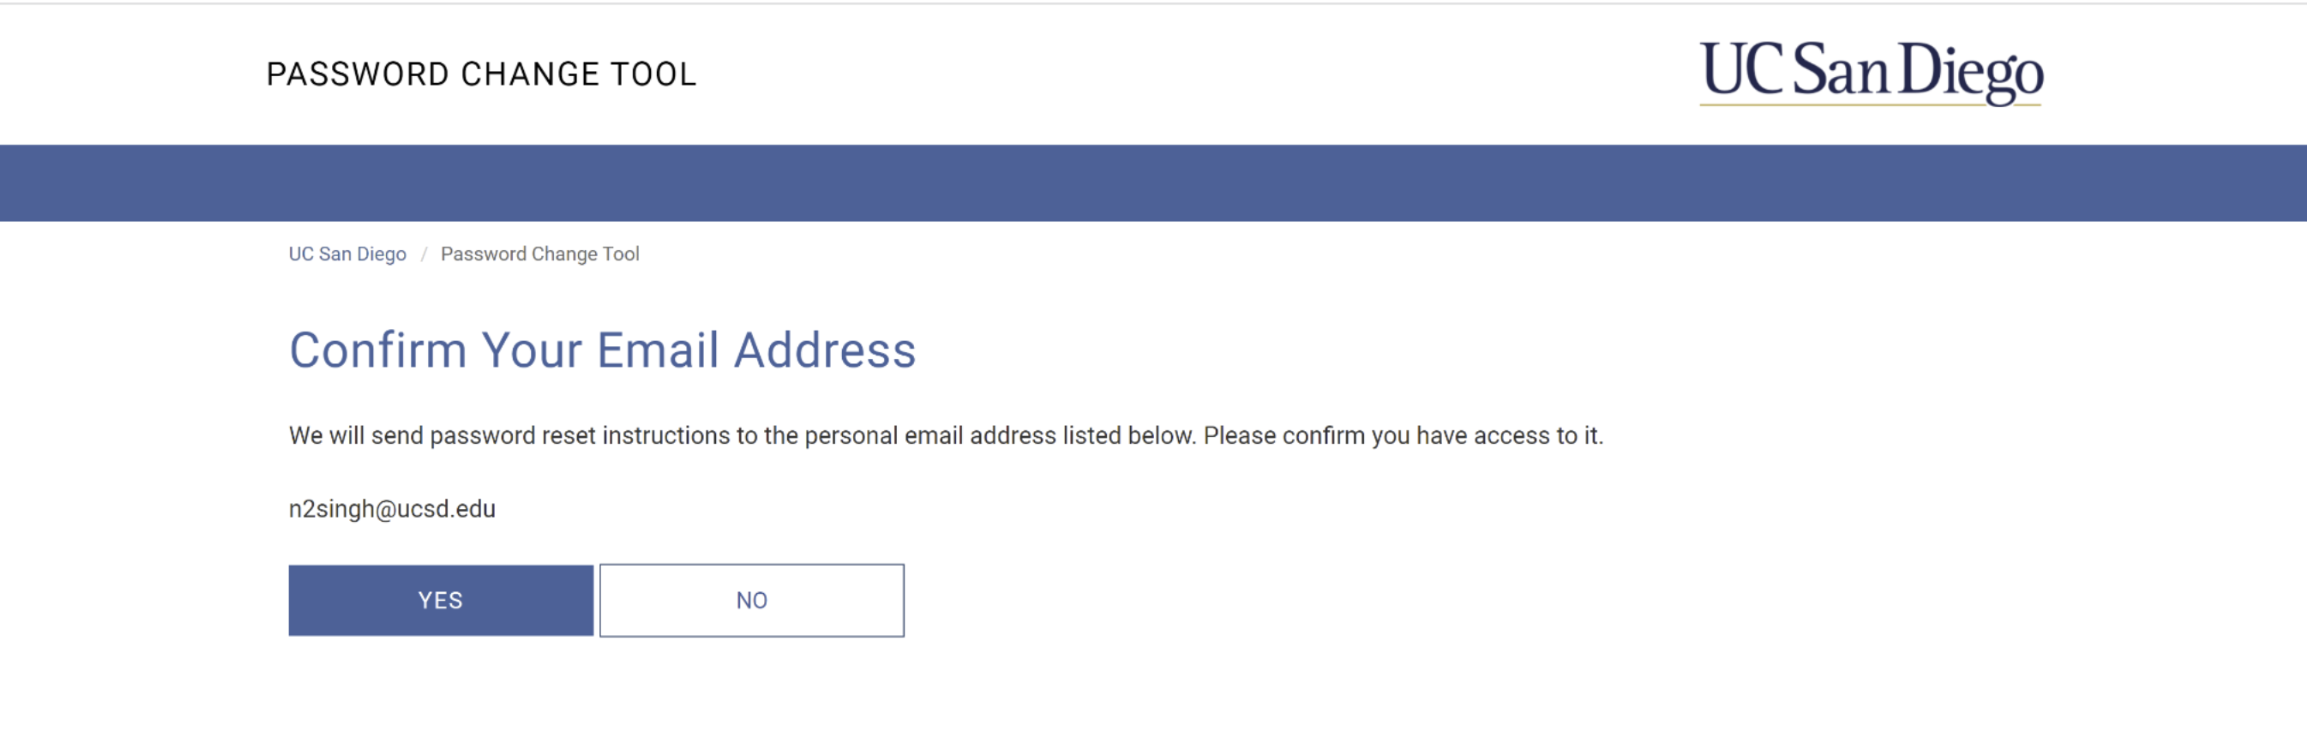 PASSWORD CHANGE TOOL
UC San Diego
UC San Diego / Password Change Tool
Confirm Your Email Address
We will send password reset instructions to the personal email address listed below. Please confirm you have access to it.
n2singh@ucsd.edu
YES NO